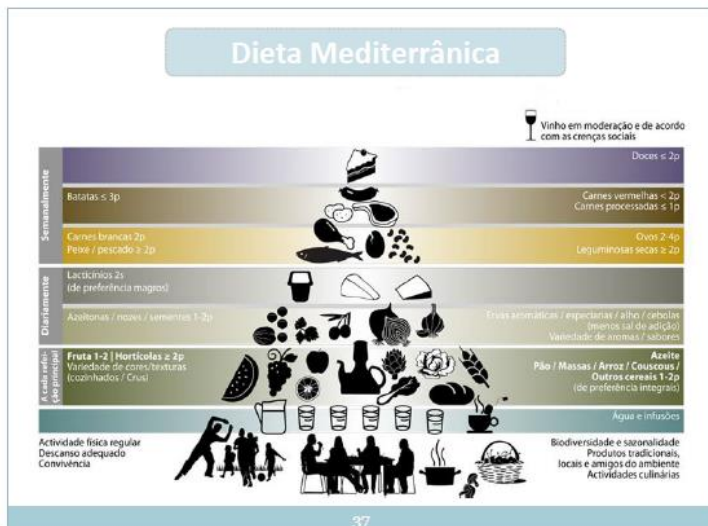 Dieta Mediterrânica
Vinho em moderação e de acordo
com as crenças sociais
Semanalmente
Doces ≤ 2p
Batatas ≤ 3p
Carnes vermelhas < 2p
Carnes processadas ≤ 1p
Carnes brancas 2p
Peixe / pescado ≥ 2p
Ovos 2-4p
Leguminosas secas ≥ 2p
Diariamente
Lacticínios 2s
(de preferência magros)
Azeitonas / nozes / sementes 1-2p
Ervas aromáticas / especiarias / alho / cebolas
(menos sal de adição)
Variedade de aromas / sabores
A cada refei-
ção principal
Fruta 1-2 | Hortícolas ≥ 2p
Variedade de cores/texturas
(cozinhados / Crus)
Azeite
Pão / Massas / Arroz / Couscous /
Outros cereais 1-2p
(de preferência integrais)
Água e infusões
Actividade física regular
Descanso adequado
Convivência
Biodiversidade e sazonalidade
Produtos tradicionais,
locais e amigos do ambiente
Actividades culinárias
37